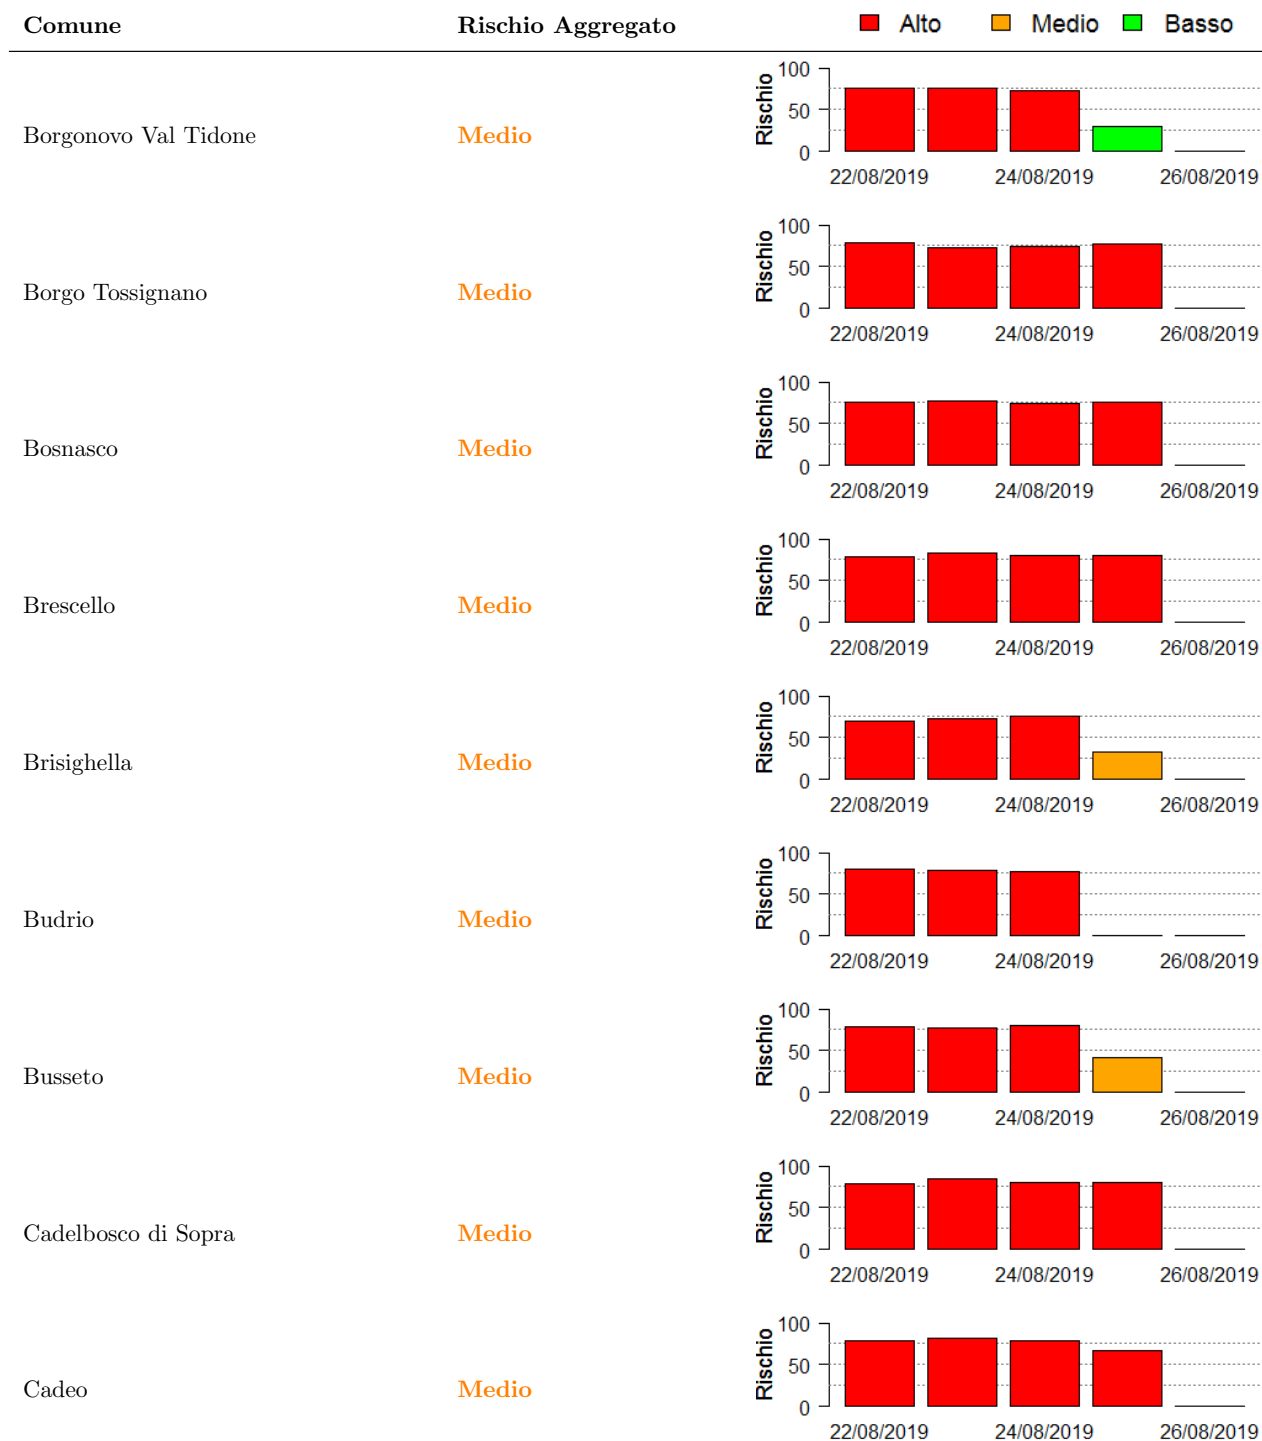 Comune Rischio Aggregato Alto Medio Basso
Borgonovo Val Tidone Medio Rischio 100 50 0
22/08/2019 24/08/2019 26/08/2019
Borgo Tossignano Medio Rischio 100 50 0
22/08/2019 24/08/2019 26/08/2019
Bosnasco Medio Rischio 100 50 0
22/08/2019 24/08/2019 26/08/2019
Brescello Medio Rischio 100 50 0
22/08/2019 24/08/2019 26/08/2019
Brisighella Medio Rischio 100 50 0
22/08/2019 24/08/2019 26/08/2019
Budrio Medio Rischio 100 50 0
22/08/2019 24/08/2019 26/08/2019
Busseto Medio Rischio 100 50 0
22/08/2019 24/08/2019 26/08/2019
Cadelbosco di Sopra Medio Rischio 100 50 0
22/08/2019 24/08/2019 26/08/2019
Cadeo Medio Rischio 100 50 0
22/08/2019 24/08/2019 26/08/2019